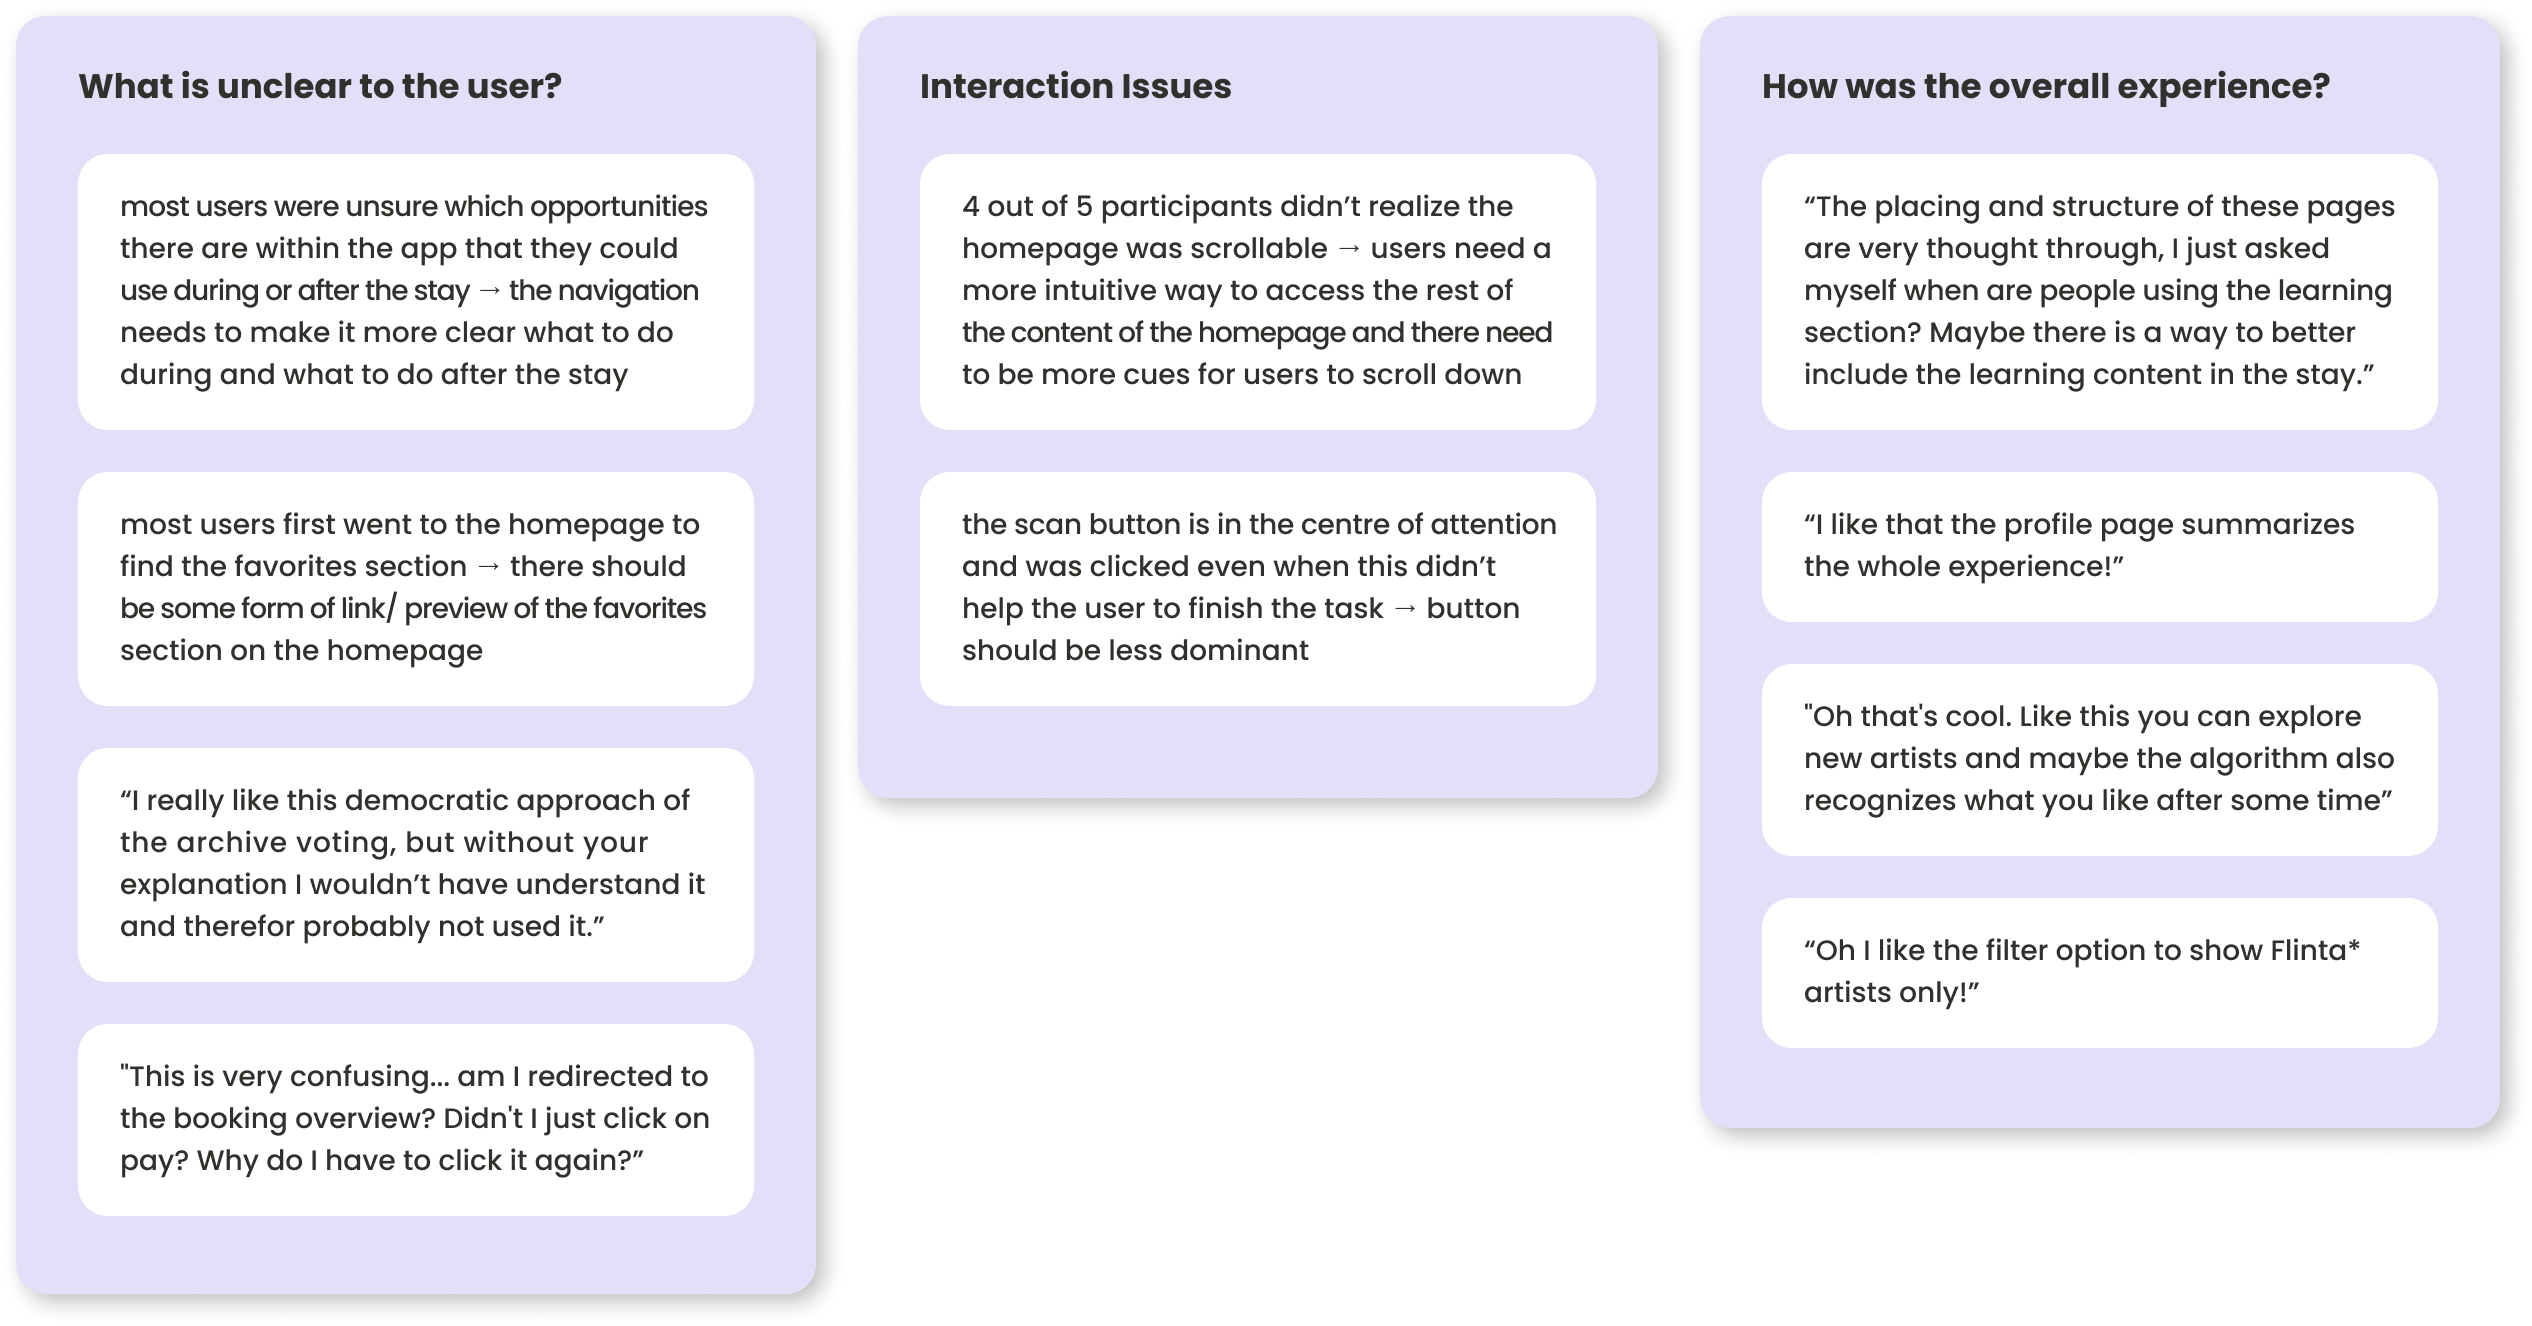 What is unclear to the user?
most users were unsure which opportunities
there are within the app that they could
use during or after the stay → the navigation
needs to make it more clear what to do
during and what to do after the stay
most users first went to the homepage to
find the favorites section → there should
be some form of link/ preview of the favorites
section on the homepage
“I really like this democratic approach of
the archive voting, but without your
explanation I wouldn’t have understand it
and therefor probably not used it.”
"This is very confusing... am I redirected to
the booking overview? Didn't I just click on
pay? Why do I have to click it again?”
Interaction Issues
4 out of 5 participants didn’t realize the
homepage was scrollable → users need a
more intuitive way to access the rest of
the content of the homepage and there need
to be more cues for users to scroll down
the scan button is in the centre of attention
and was clicked even when this didn’t
help the user to finish the task → button
should be less dominant
How was the overall experience?
“The placing and structure of these pages
are very thought through, I just asked
myself when are people using the learning
section? Maybe there is a way to better
include the learning content in the stay.”
“I like that the profile page summarizes
the whole experience!”
"Oh that's cool. Like this you can explore
new artists and maybe the algorithm also
recognizes what you like after some time”
“Oh I like the filter option to show Flinta*
artists only!”